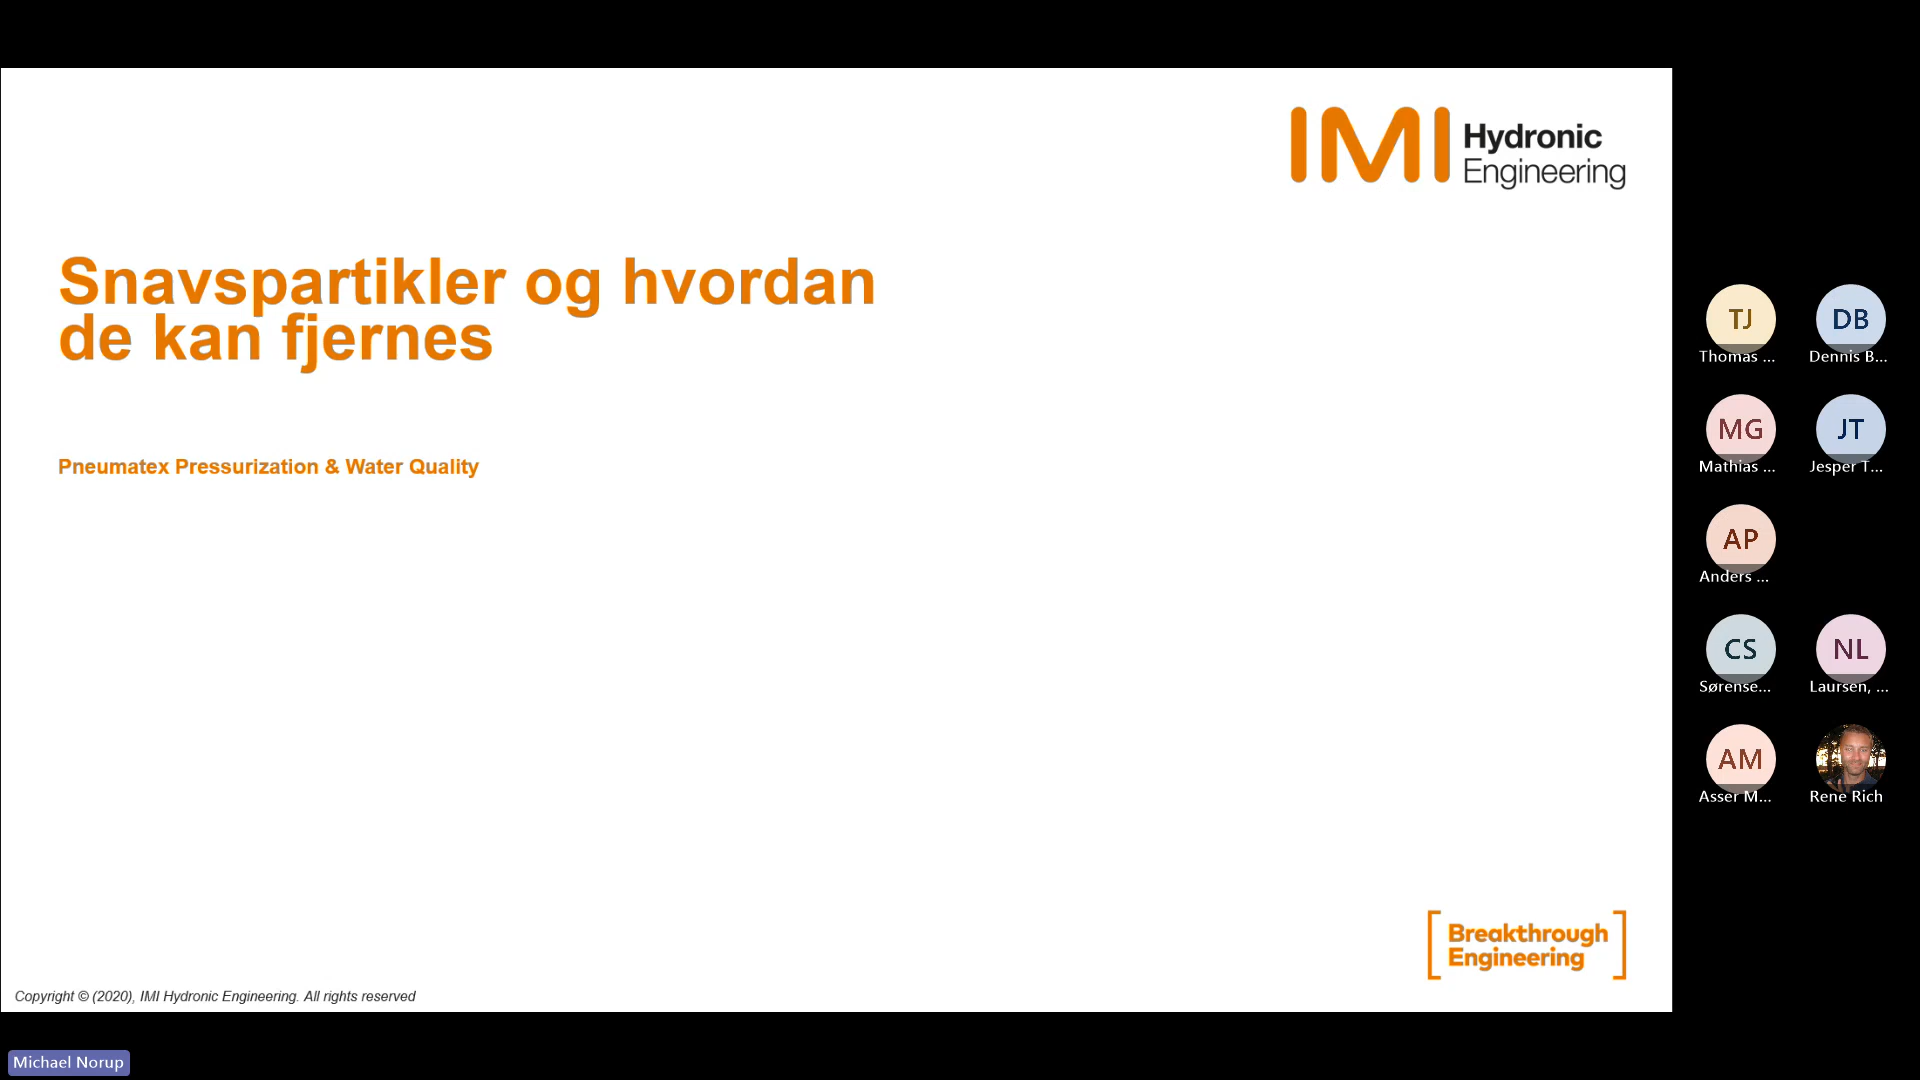 IMI Hydronic
Engineering
Snavspartikler og hvordan
de kan fjernes
Pneumatex Pressurization & Water Quality
Breakthrough
Engineering
Copyright © (2020), IMI Hydronic Engineering. All rights reserved
Michael Norup
TJ
Thomas ...
DB
Dennis B...
MG
Mathias ...
JT
Jesper T...
AP
Anders ...
CS
Sørense...
NL
Laursen, ...
AM
Asser M...
Rene Rich